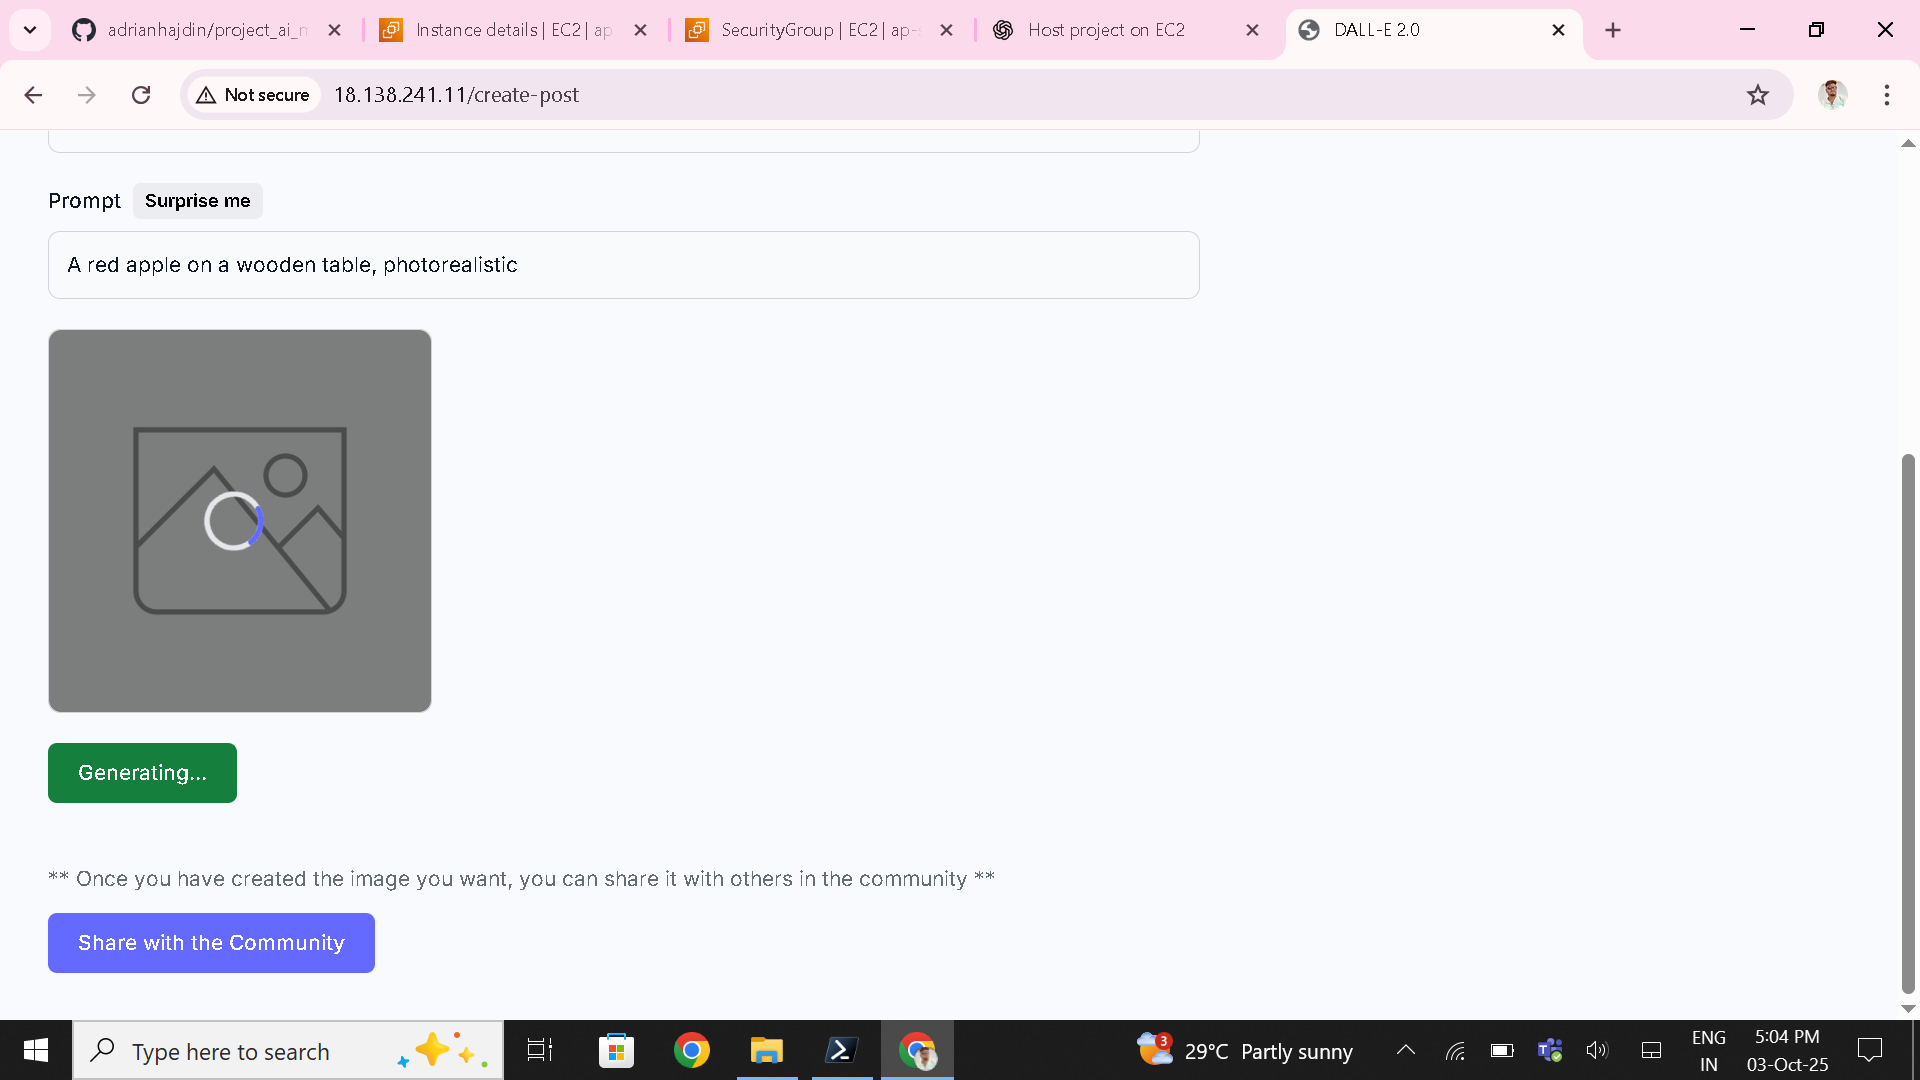 adrianhajdin/project_ai_m
Instance details | EC2 | ap
SecurityGroup | EC2 | ap-s
Host project on EC2
DALL-E 2.0
Not secure
18.138.241.11/create-post
Prompt
Surprise me
A red apple on a wooden table, photorealistic
Generating...
** Once you have created the image you want, you can share it with others in the community **
Share with the Community
Type here to search
3
29°C Partly sunny
ENG
IN
5:04 PM
03-Oct-25